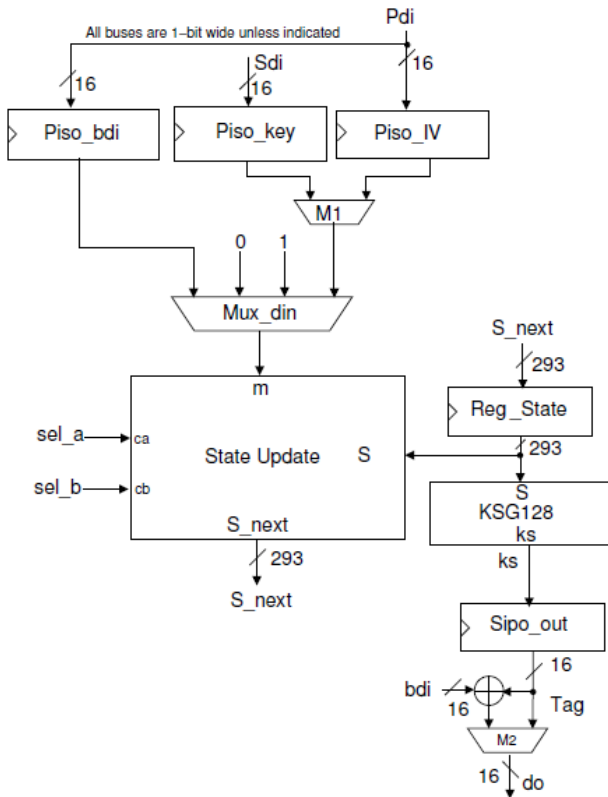 Pdi
All buses are 1-bit wide unless indicated
Sdi
16
16
16
Piso_bdi
Piso_key
Piso_IV
M1
0
1
Mux_din
S_next
293
m
Reg_State
sel_a
ca
State Update
S
293
sel_b
cb
S
KSG128
ks
S_next
293
ks
S_next
Sipo_out
16
bdi
16
Tag
M2
16
do